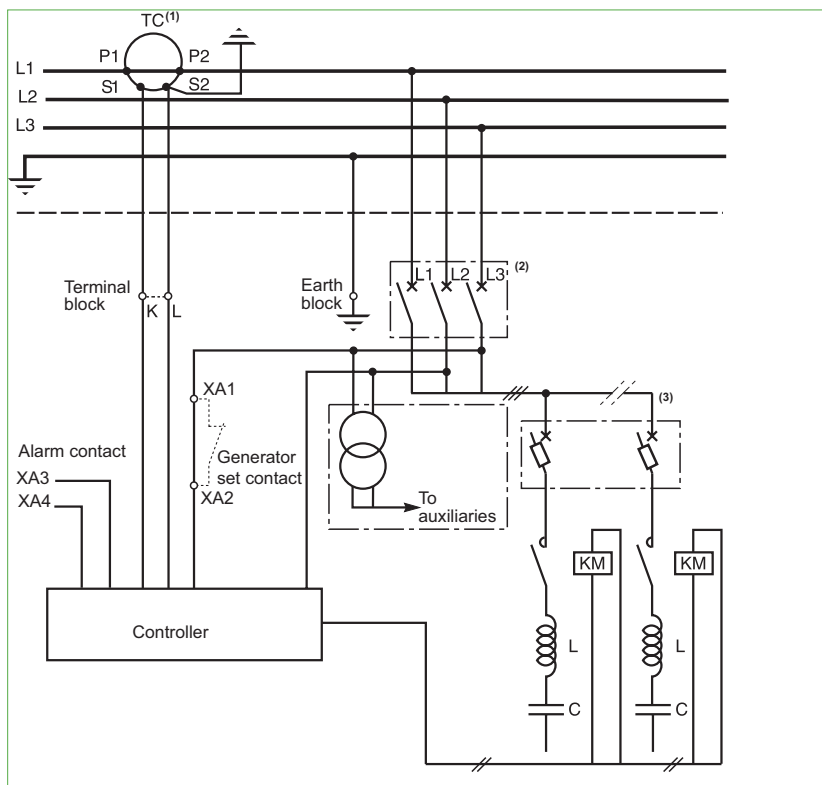 TC(1)
P1
P2
L1
S1
S2
L2
L3
L1
L2
L3
(2)
Terminal
block
K
L
Earth
block
XA1
(3)
Alarm contact
Generator
set contact
XA3
XA2
XA4
To
auxiliaries
KM
KM
Controller
L
L
C
C